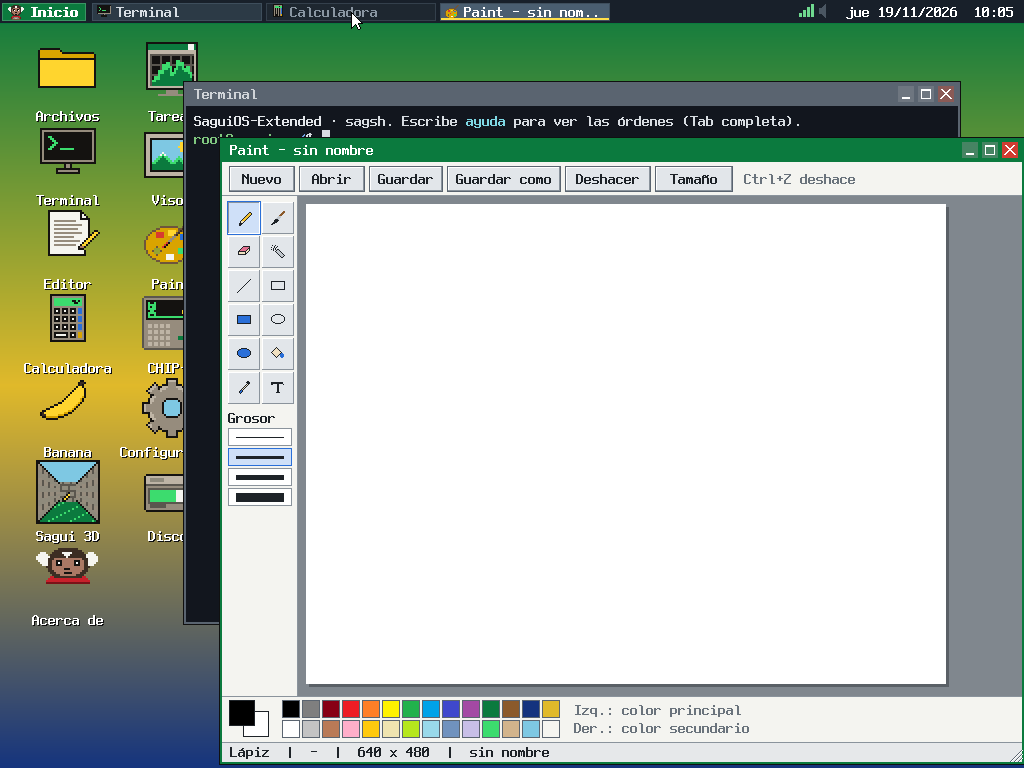 Inicio
Terminal
Calculadora
Paint - sin nom..
jue 19/11/2026 10:05
Archivos
Terminal
Editor
Calculadora
CHIP-
Banana
Sagui 3D
Acerca de
Terminal
SaguiOS-Extended · sagsh. Escribe ayuda para ver las órdenes (Tab completa).
Paint - sin nombre
Nuevo
Abrir
Guardar
Guardar como
Deshacer
Tamaño
Ctrl+Z deshace
T
Grosor
Izq.: color principal
Der.: color secundario
Lápiz | - | 640 x 480 | sin nombre